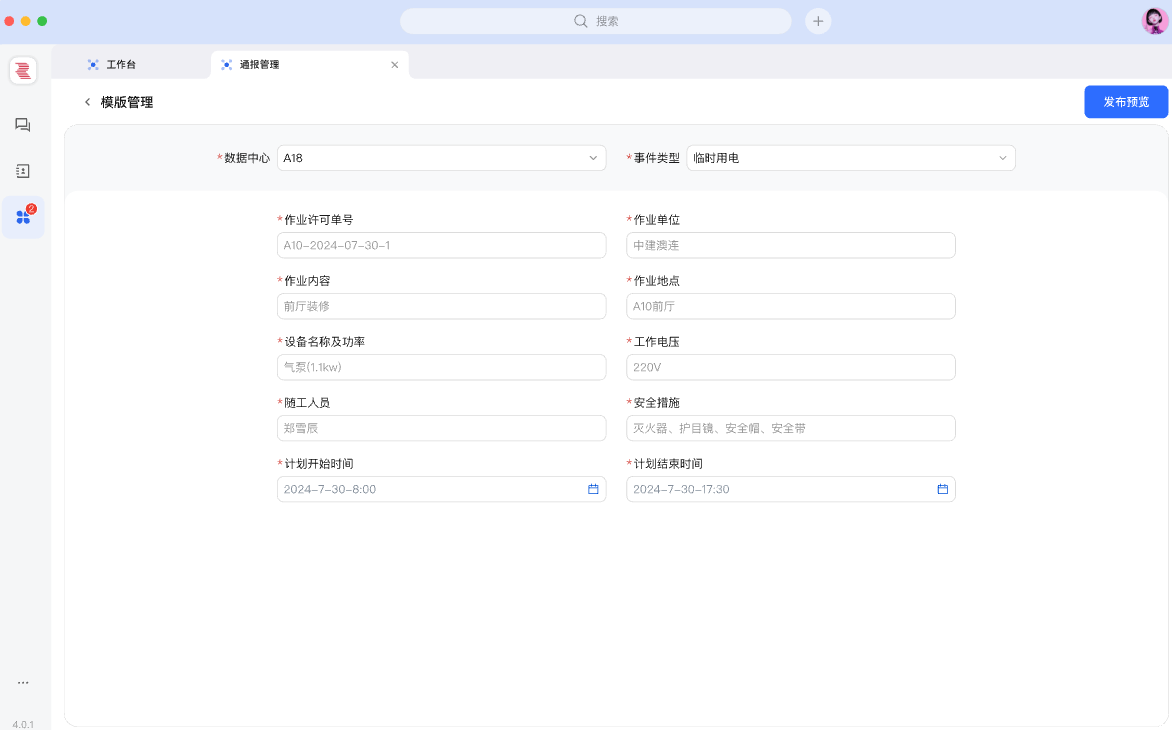 搜索
工作台
通报管理
模版管理
发布预览
*数据中心 A18
*事件类型 临时用电
*作业许可单号
A10-2024-07-30-1
*作业单位
中建澳连
*作业内容
前厅装修
*作业地点
A10前厅
*设备名称及功率
气泵(1.1kw)
*工作电压
220V
*随工人员
郑雪辰
*安全措施
灭火器、护目镜、安全帽、安全带
*计划开始时间
2024-7-30-8:00
*计划结束时间
2024-7-30-17:30
2
4.0.1